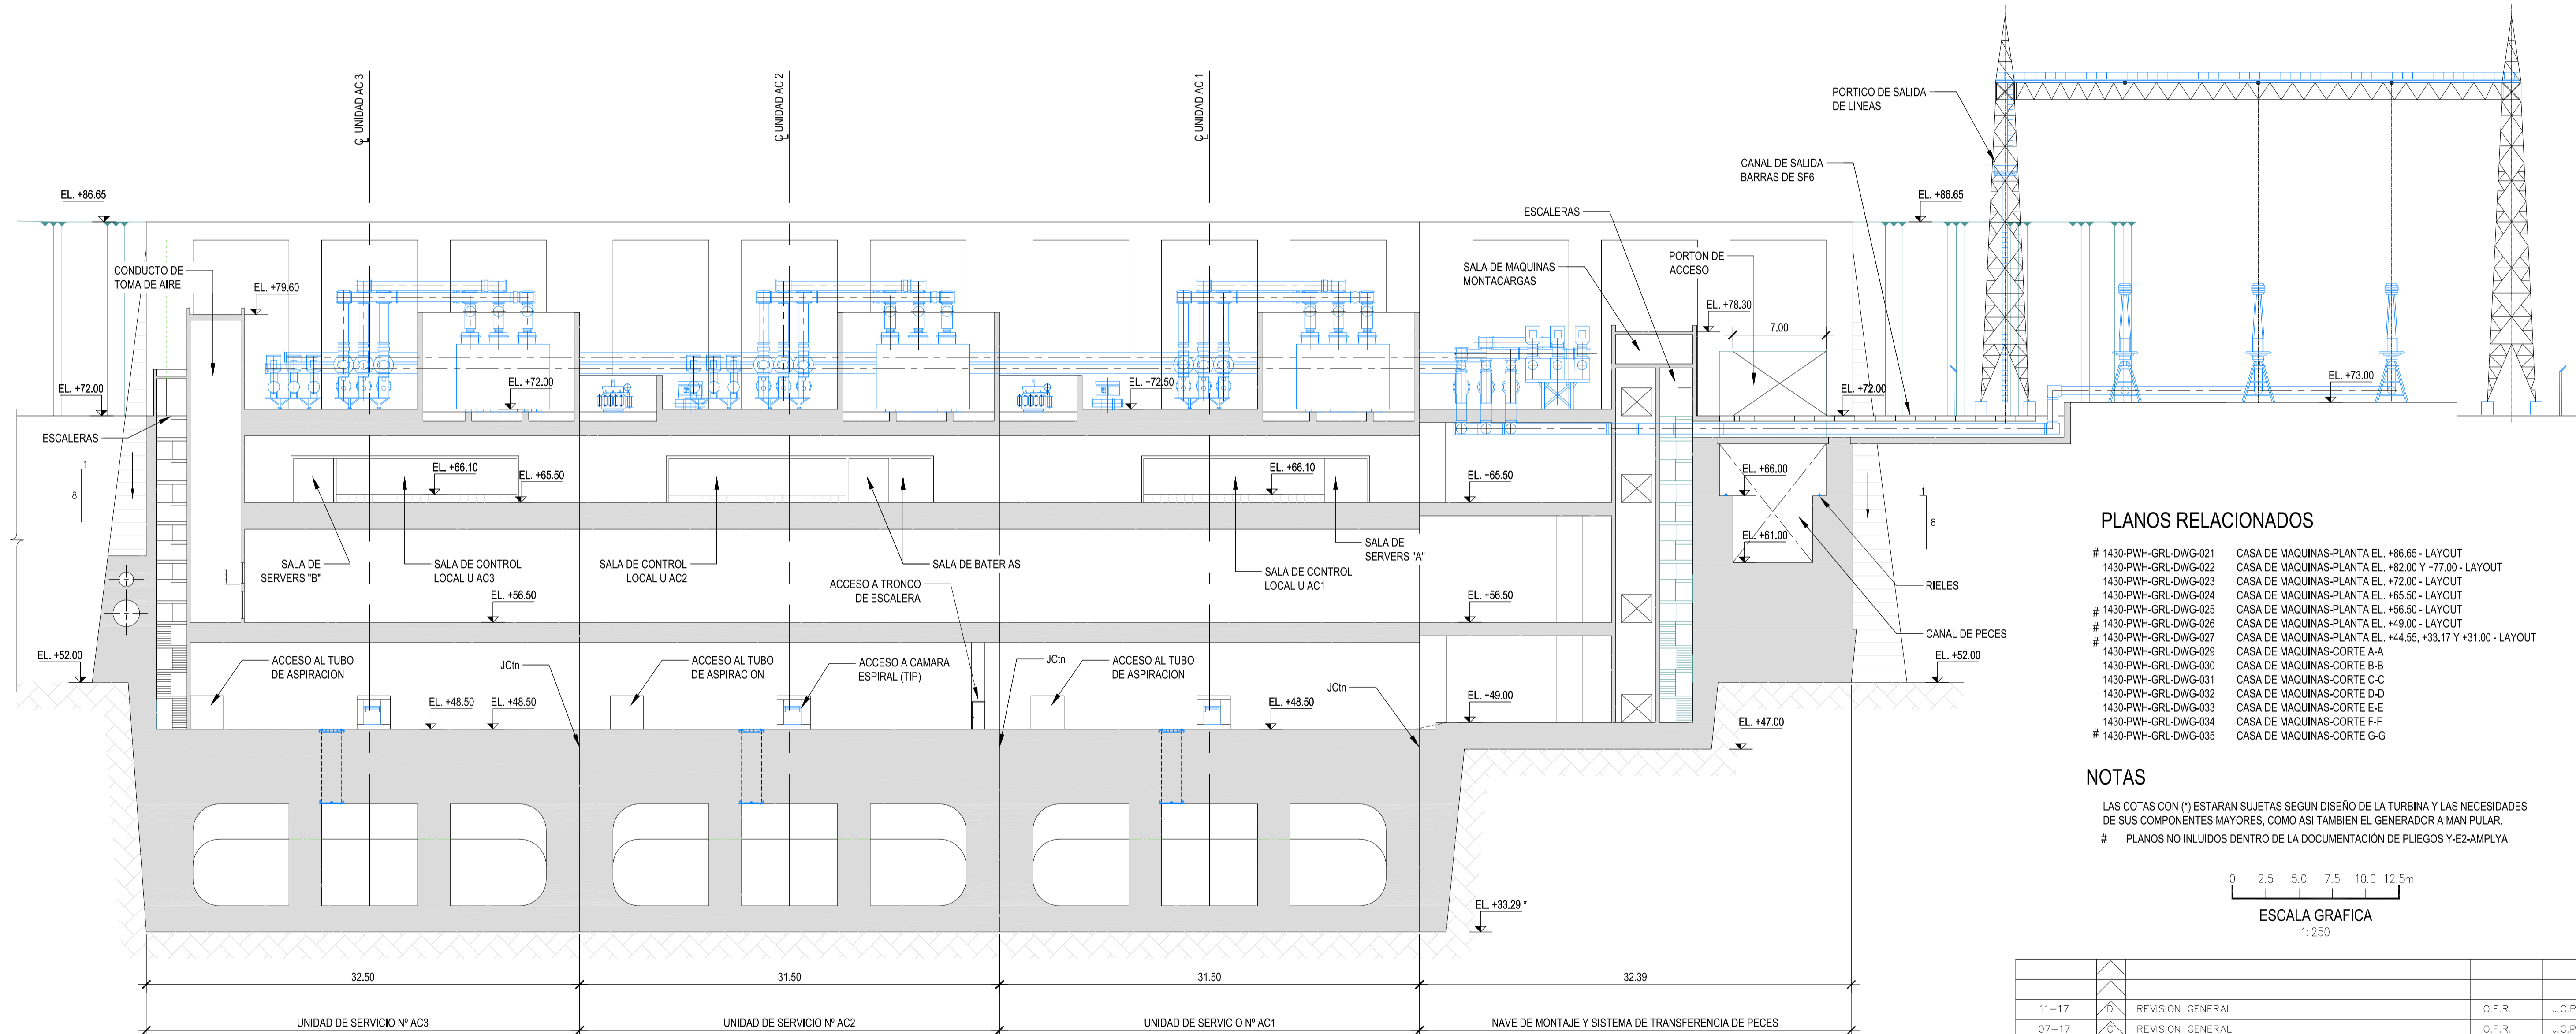 ℄ UNIDAD AC 3
℄ UNIDAD AC 2
℄ UNIDAD AC 1
PORTICO DE SALIDA
DE LINEAS
CANAL DE SALIDA
BARRAS DE SF6
EL. +86.65
EL. +86.65
ESCALERAS
CONDUCTO DE
TOMA DE AIRE
EL. +79.60
SALA DE MAQUINAS
MONTACARGAS
PORTON DE
ACCESO
EL. +78.30
7.00
EL. +72.00
EL. +72.00
EL. +72.50
EL. +72.00
EL. +73.00
ESCALERAS
1
8
EL. +66.10
EL. +65.50
EL. +66.10
EL. +65.50
EL. +66.00
1
8
SALA DE
SERVERS "B"
SALA DE CONTROL
LOCAL U AC3
SALA DE CONTROL
LOCAL U AC2
SALA DE BATERIAS
SALA DE CONTROL
LOCAL U AC1
SALA DE
SERVERS "A"
EL. +61.00
ACCESO A TRONCO
DE ESCALERA
RIELES
EL. +56.50
EL. +56.50
CANAL DE PECES
EL. +52.00
EL. +52.00
ACCESO AL TUBO
DE ASPIRACION
JCtn
ACCESO AL TUBO
DE ASPIRACION
ACCESO A CAMARA
ESPIRAL (TIP)
JCtn
ACCESO AL TUBO
DE ASPIRACION
JCtn
EL. +48.50
EL. +48.50
EL. +48.50
EL. +49.00
EL. +47.00
EL. +33.29 *
32.50
31.50
31.50
32.39
UNIDAD DE SERVICIO Nº AC3
UNIDAD DE SERVICIO Nº AC2
UNIDAD DE SERVICIO Nº AC1
NAVE DE MONTAJE Y SISTEMA DE TRANSFERENCIA DE PECES
PLANOS RELACIONADOS
# 1430-PWH-GRL-DWG-021 CASA DE MAQUINAS-PLANTA EL. +86.65 - LAYOUT
1430-PWH-GRL-DWG-022 CASA DE MAQUINAS-PLANTA EL. +82.00 Y +77.00 - LAYOUT
1430-PWH-GRL-DWG-023 CASA DE MAQUINAS-PLANTA EL. +72.00 - LAYOUT
1430-PWH-GRL-DWG-024 CASA DE MAQUINAS-PLANTA EL. +65.50 - LAYOUT
# 1430-PWH-GRL-DWG-025 CASA DE MAQUINAS-PLANTA EL. +56.50 - LAYOUT
# 1430-PWH-GRL-DWG-026 CASA DE MAQUINAS-PLANTA EL. +49.00 - LAYOUT
# 1430-PWH-GRL-DWG-027 CASA DE MAQUINAS-PLANTA EL. +44.55, +33.17 Y +31.00 - LAYOUT
1430-PWH-GRL-DWG-029 CASA DE MAQUINAS-CORTE A-A
1430-PWH-GRL-DWG-030 CASA DE MAQUINAS-CORTE B-B
1430-PWH-GRL-DWG-031 CASA DE MAQUINAS-CORTE C-C
1430-PWH-GRL-DWG-032 CASA DE MAQUINAS-CORTE D-D
1430-PWH-GRL-DWG-033 CASA DE MAQUINAS-CORTE E-E
1430-PWH-GRL-DWG-034 CASA DE MAQUINAS-CORTE F-F
# 1430-PWH-GRL-DWG-035 CASA DE MAQUINAS-CORTE G-G
NOTAS
LAS COTAS CON (*) ESTARAN SUJETAS SEGUN DISEÑO DE LA TURBINA Y LAS NECESIDADES
DE SUS COMPONENTES MAYORES, COMO ASI TAMBIEN EL GENERADOR A MANIPULAR.
# PLANOS NO INLUIDOS DENTRO DE LA DOCUMENTACIÓN DE PLIEGOS Y-E2-AMPLYA
0 2.5 5.0 7.5 10.0 12.5m
ESCALA GRAFICA
1:250
11-17 D REVISION GENERAL O.F.R. J.C.P
07-17 C REVISION GENERAL O.F.R. J.C.P